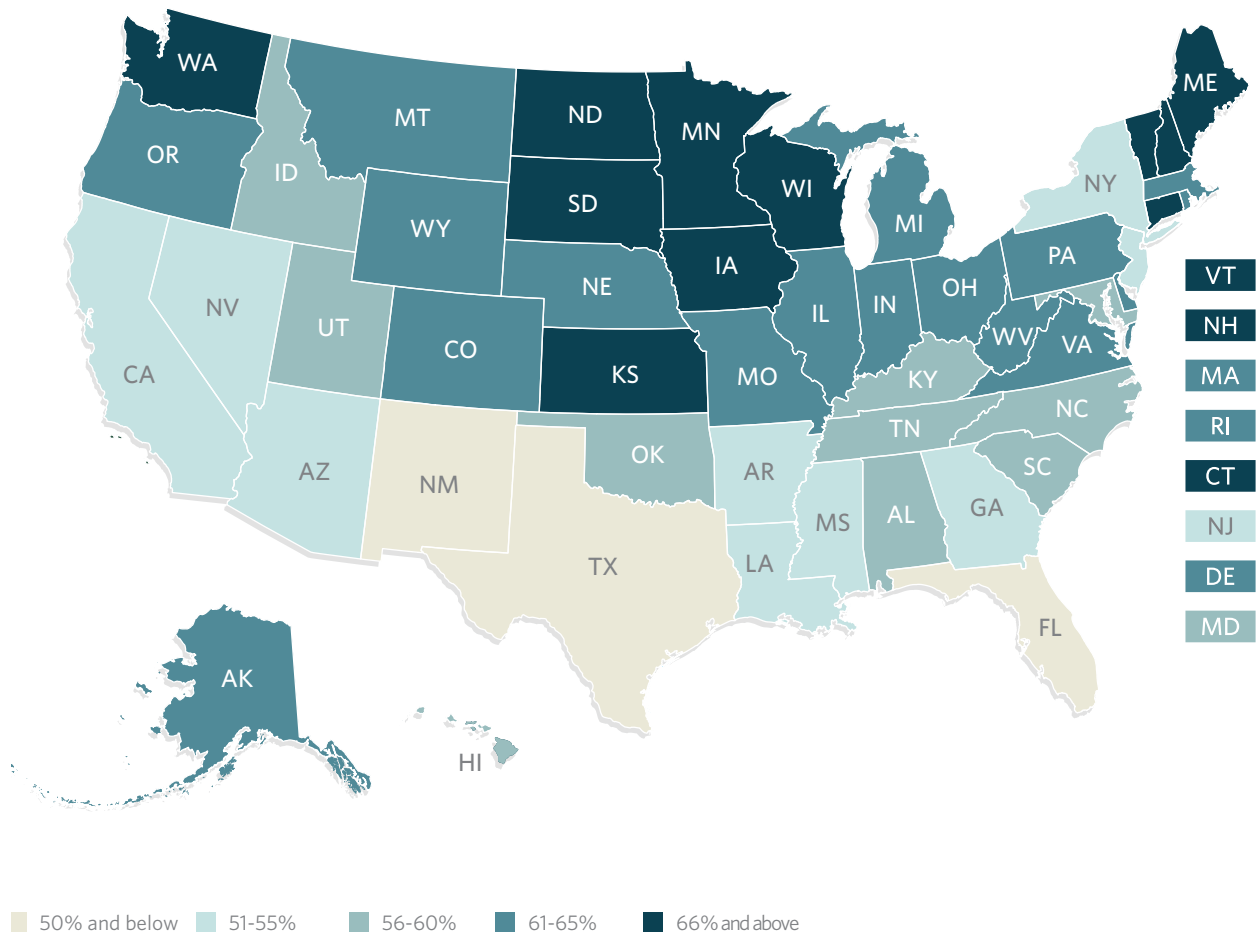 WA
ME
MT
ND
MN
OR
ID
WI
NY
SD
WY
MI
PA
IA
VT
NE
OH
NV
IL
IN
NH
UT
WV
VA
CO
CA
KS
MO
KY
MA
NC
TN
RI
AZ
NM
OK
AR
SC
CT
MS
AL
GA
NJ
TX
LA
DE
FL
MD
AK
HI
50% and below 51-55% 56-60% 61-65% 66% and above